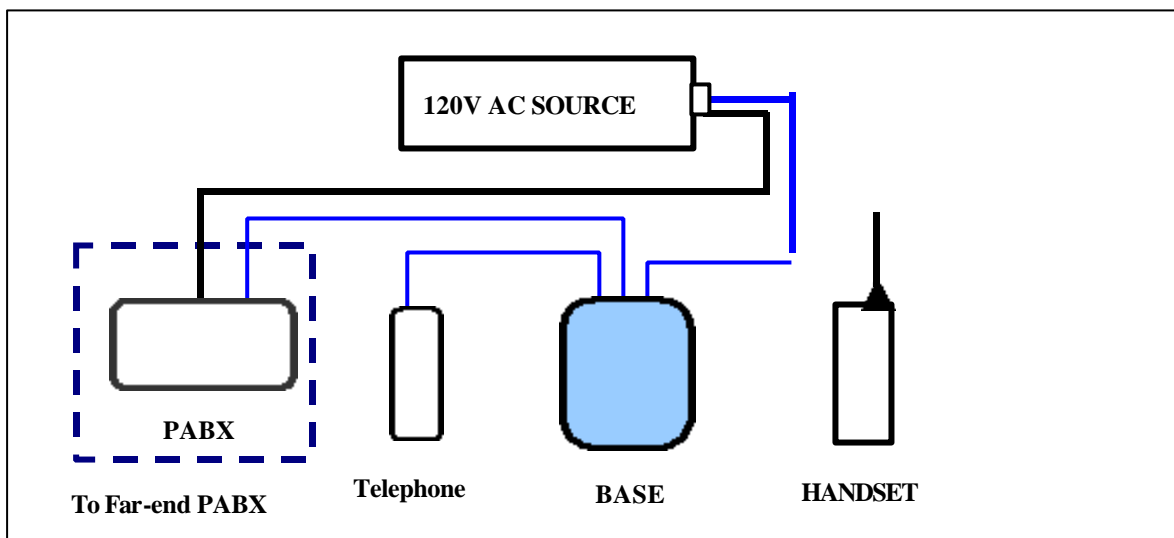 120V AC SOURCE
PABX
To Far-end PABX
Telephone
BASE
HANDSET